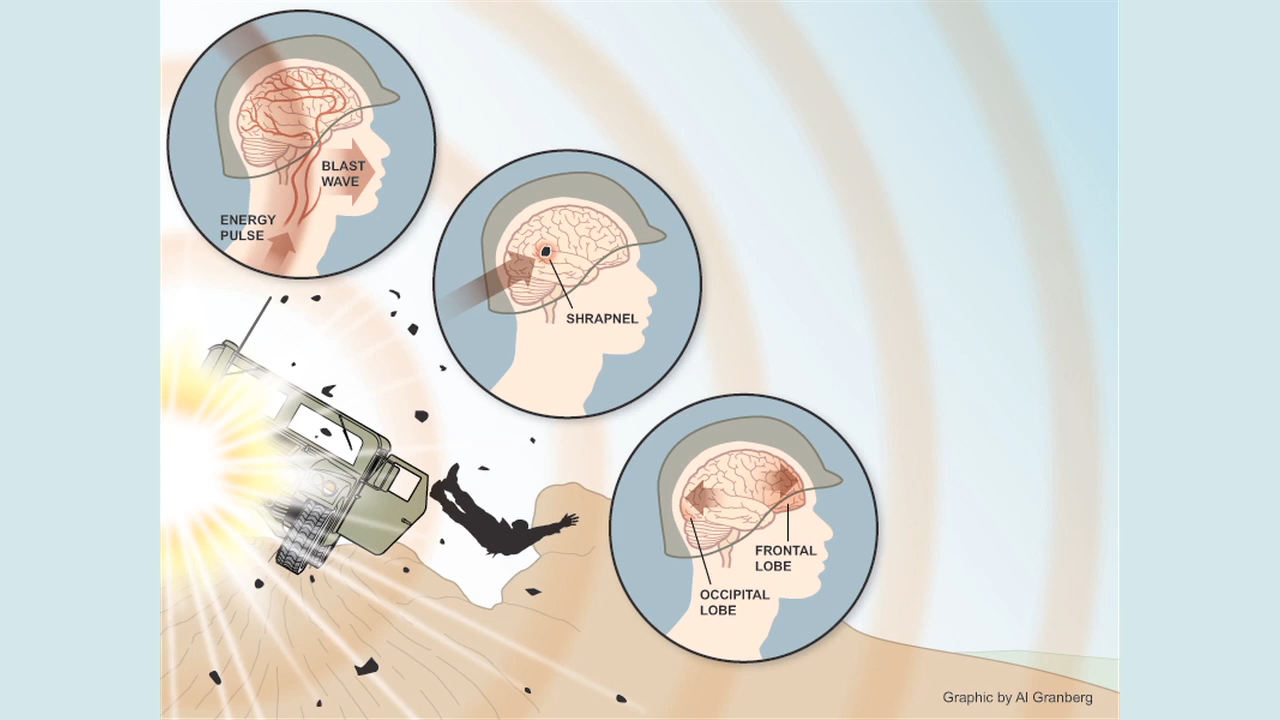 BLAST
WAVE
ENERGY
PULSE
SHRAPNEL
FRONTAL
LOBE
OCCIPITAL
LOBE
Graphic by Al Granberg